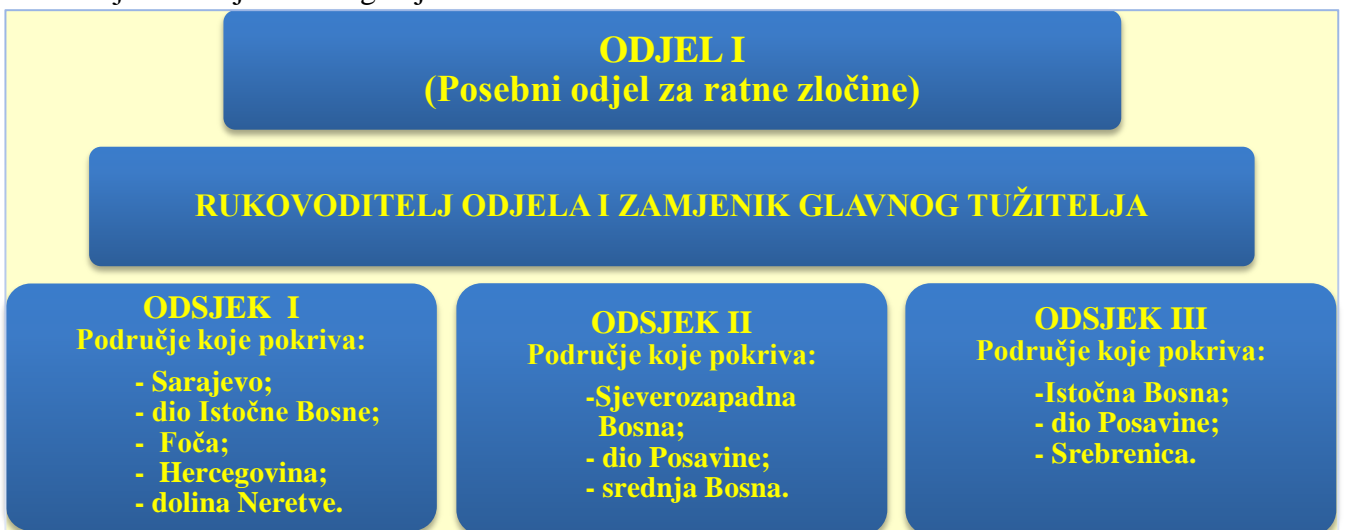 ODJEL I
(Posebni odjel za ratne zločine)
RUKOVODITELJ ODJELA I ZAMJENIK GLAVNOG TUŽITELJA
ODSJEK I
Područje koje pokriva:
- Sarajevo;
- dio Istočne Bosne;
- Foča;
- Hercegovina;
- dolina Neretve.
ODSJEK II
Područje koje pokriva:
-Sjeverozapadna
Bosna;
- dio Posavine;
- srednja Bosna.
ODSJEK III
Područje koje pokriva:
-Istočna Bosna;
- dio Posavine;
- Srebrenica.